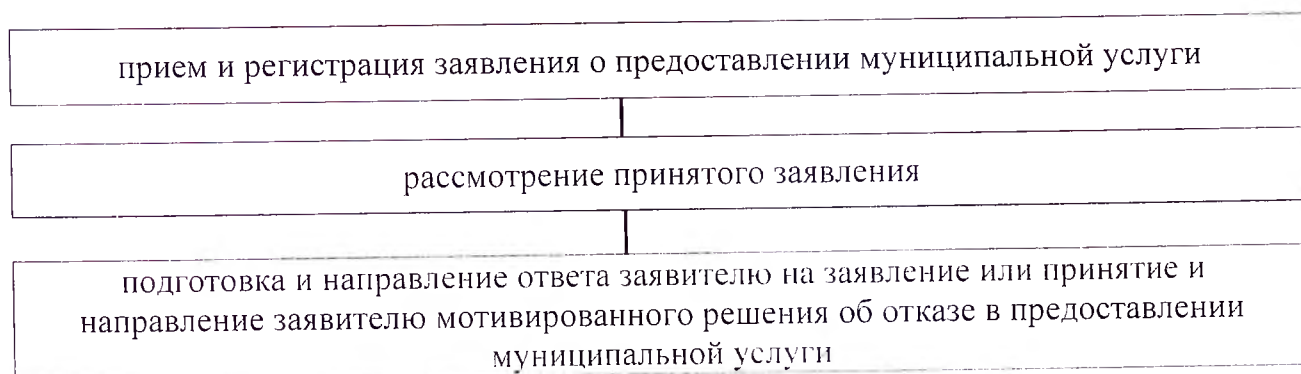 прием и регистрация заявления о предоставлении муниципальной услуги
рассмотрение принятого заявления
подготовка и направление ответа заявителю на заявление или принятие и
направление заявителю мотивированного решения об отказе в предоставлении
муниципальной услуги